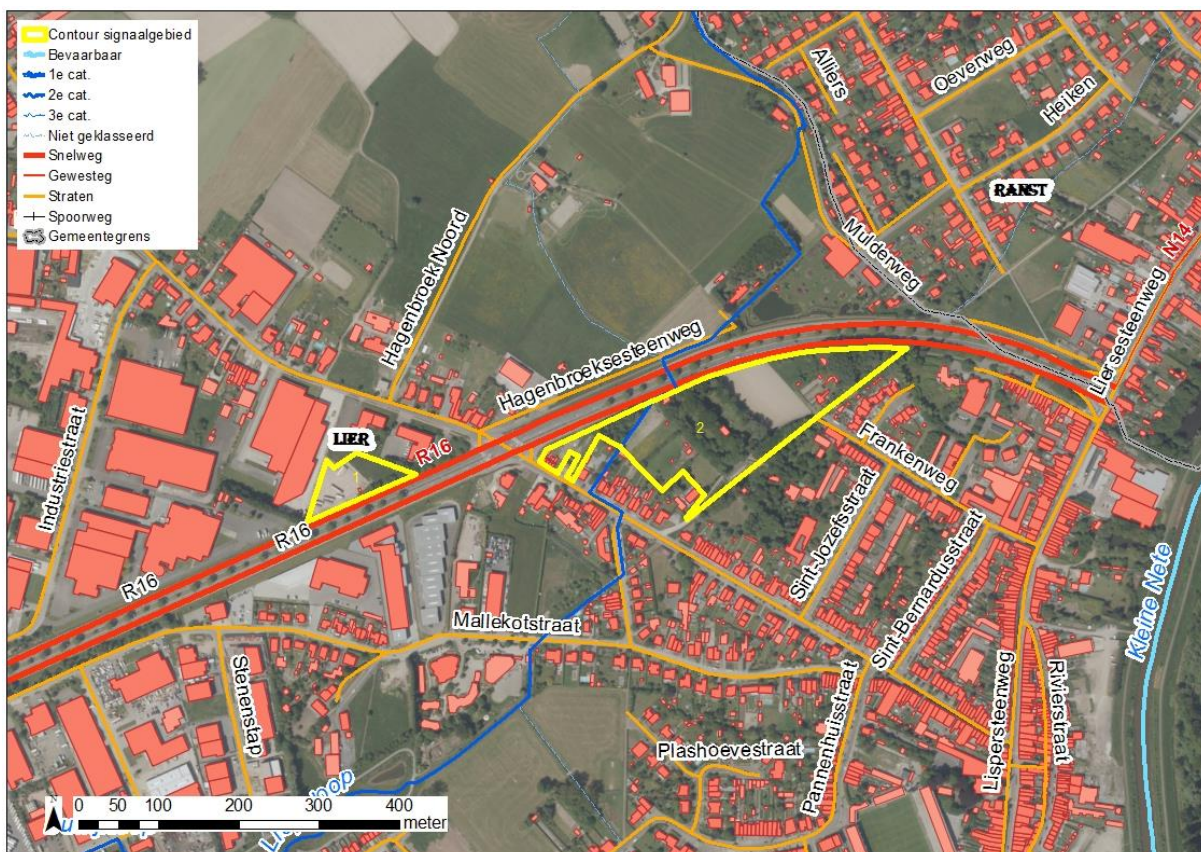 Contour signaalgebied
Bevaarbaar
1e cat.
2e cat.
3e cat.
Niet geklasseerd
Snelweg
Gewesteg
Straten
Spoorweg
Gemeentegrens
Alliers
Oeverweg
Heiken
RANST
Mulderweg
N14
Liersesteenweg
Hagenbroek Noord
Hagenbroeksesteenweg
Industriestraat
LIER
1
R16
R16
R16
2
Frankenweg
Sint-Jozefsstraat
Sint-Bernardusstraat
Kleine Nete
Mallekotstraat
Stenenstap
Plashoevestraat
Pannenhuisstraat
Lispersteenweg
Rivierstraat
N
0 50 100 200 300 400
meter